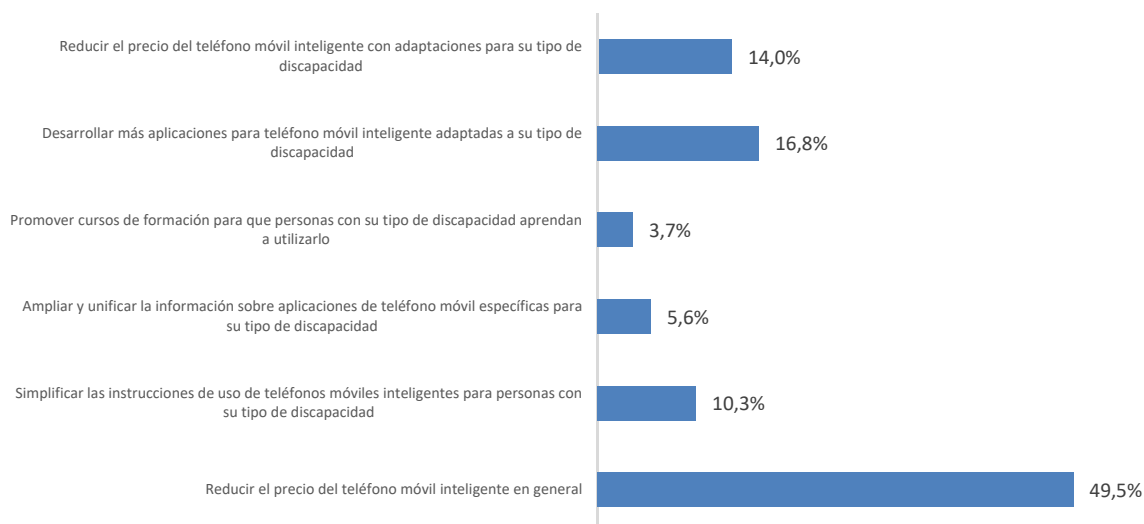 Reducir el precio del teléfono móvil inteligente con adaptaciones para su tipo de
discapacidad
14,0%
Desarrollar más aplicaciones para teléfono móvil inteligente adaptadas a su tipo de
discapacidad
16,8%
Promover cursos de formación para que personas con su tipo de discapacidad aprendan
a utilizarlo
3,7%
Ampliar y unificar la información sobre aplicaciones de teléfono móvil específicas para
su tipo de discapacidad
5,6%
Simplificar las instrucciones de uso de teléfonos móviles inteligentes para personas con
su tipo de discapacidad
10,3%
Reducir el precio del teléfono móvil inteligente en general
49,5%